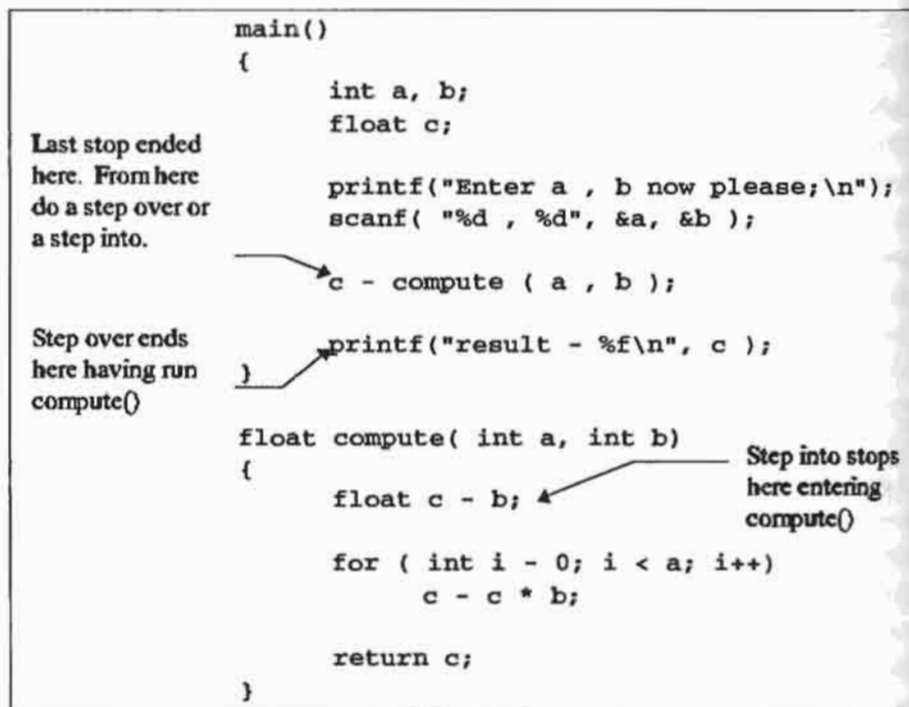 main()
{
int a, b;
float c;
Last stop ended
here. From here
do a step over or
a step into.
printf("Enter a , b now please;\n");
scanf( "%d , %d", &a, &b );
c - compute ( a , b );
Step over ends
here having run
compute()
printf("result - %f\n", c );
}
float compute( int a, int b)
{
float c - b;
Step into stops
here entering
compute()
for ( int i - 0; i < a; i++)
c - c * b;
return c;
}